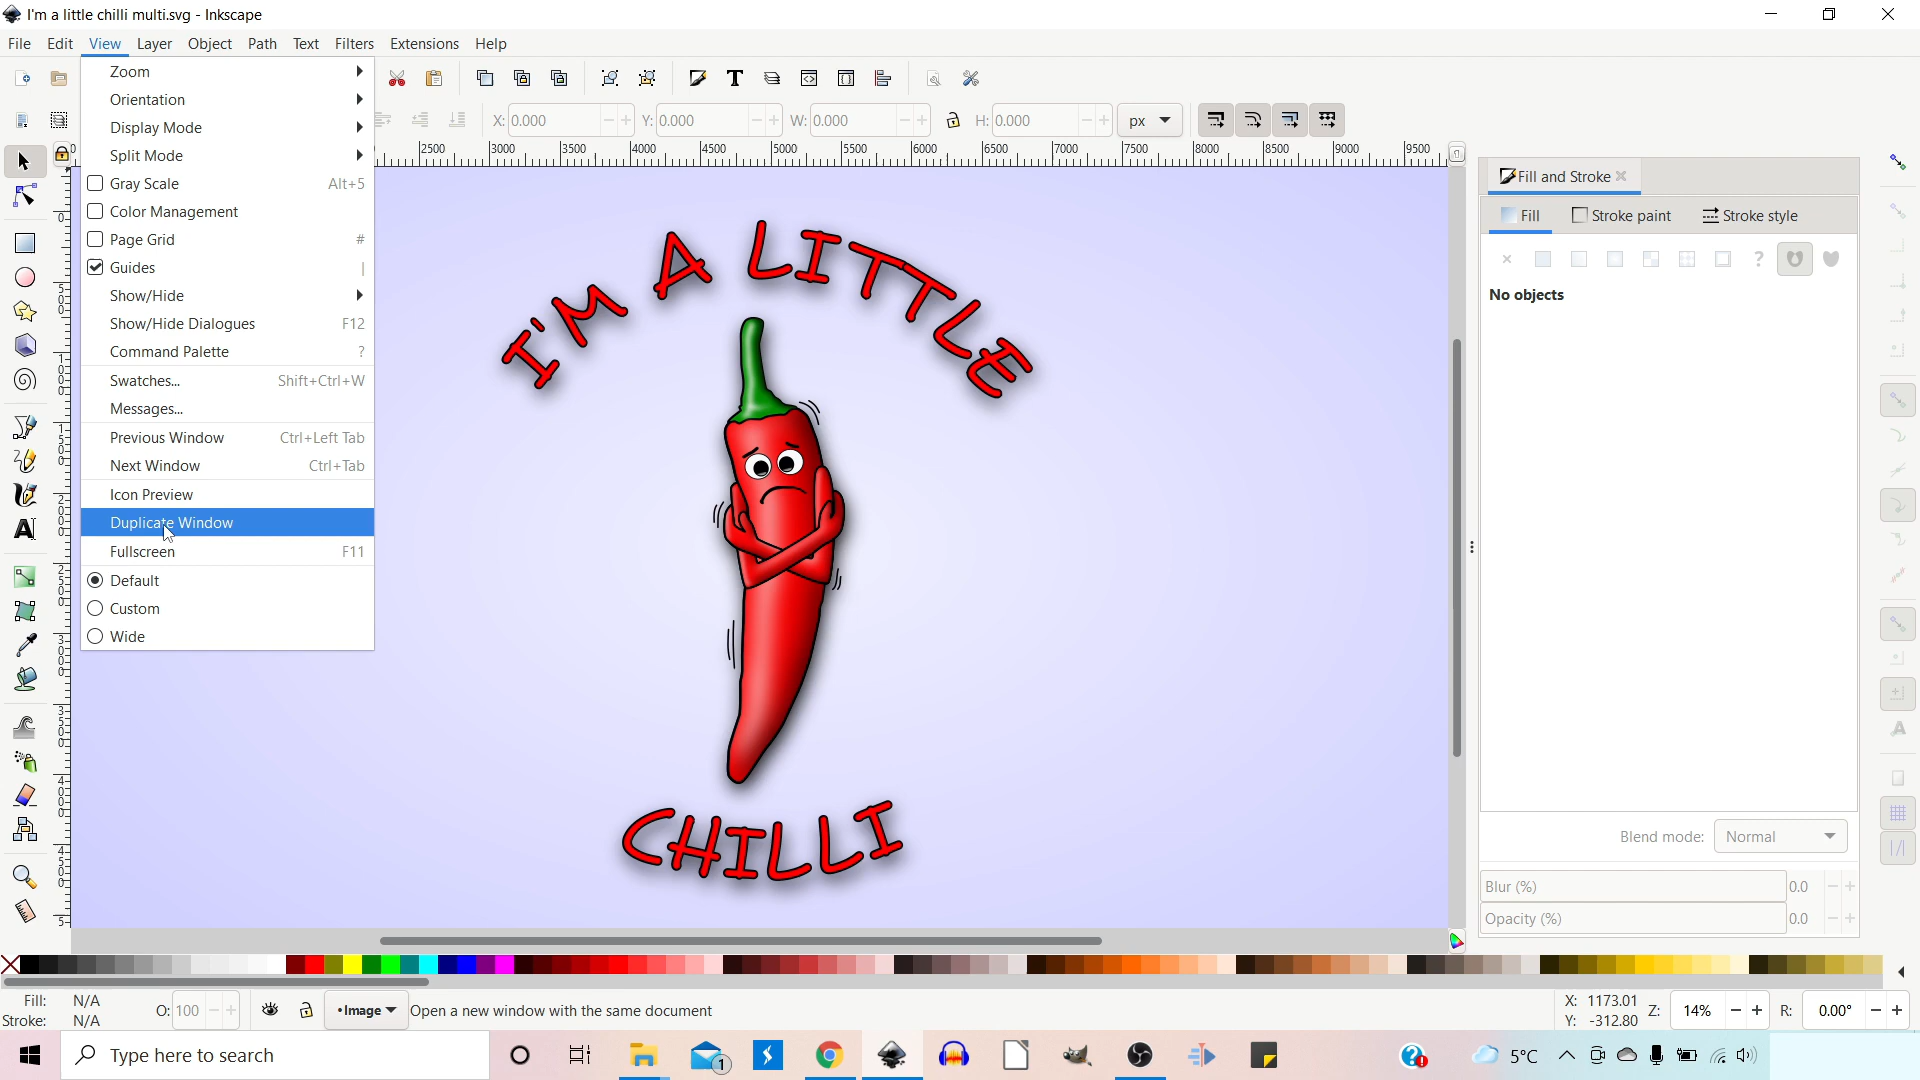 I'm a little chilli multi.svg - Inkscape
File Edit View Layer Object Path Text Filters Extensions Help
X: 0.000 Y: 0.000 W: 0.000 H: 0.000 px
2500 3000 3500 4000 4500 5000 5500 6000 6500 7000 7500 8000 8500 9000 9500
Zoom
Orientation
Display Mode
Split Mode
Gray Scale Alt+5
Color Management
Page Grid #
Guides |
Show/Hide
Show/Hide Dialogues F12
Command Palette ?
Swatches... Shift+Ctrl+W
Messages...
Previous Window Ctrl+Left Tab
Next Window Ctrl+Tab
Icon Preview
Duplicate Window
Fullscreen F11
Default
Custom
Wide
I'M A LITTLE
CHILLI
Fill and Stroke
Fill Stroke paint Stroke style
?
No objects
Blend mode: Normal
Blur (%) 0.0
Opacity (%) 0.0
Fill: N/A
Stroke: N/A
O: 100
•Image
Open a new window with the same document
X: 1173.01
Y: -312.80
Z: 14%
R: 0.00°
Type here to search
1
5°C